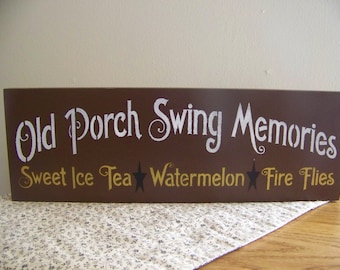 Old Porch Swing Memories
Sweet Ice Tea★Watermelon★Fire Flies